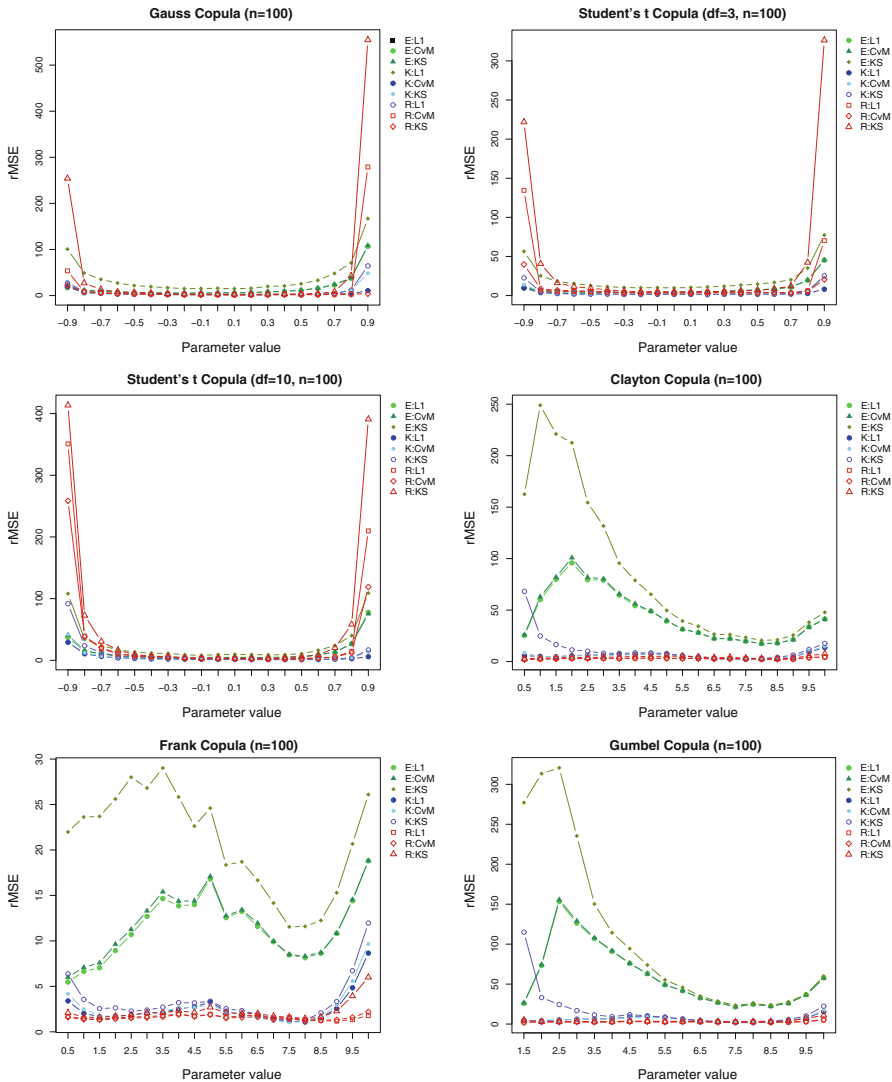 Gauss Copula (n=100)
rMSE
500
400
300
200
100
0
−0.9 −0.7 −0.5 −0.3 −0.1 0.1 0.3 0.5 0.7 0.9
Parameter value
E:L1
E:CvM
E:KS
K:L1
K:CvM
K:KS
R:L1
R:CvM
R:KS
Student's t Copula (df=3, n=100)
rMSE
300
250
200
150
100
50
0
−0.9 −0.7 −0.5 −0.3 −0.1 0.1 0.3 0.5 0.7 0.9
Parameter value
E:L1
E:CvM
E:KS
K:L1
K:CvM
K:KS
R:L1
R:CvM
R:KS
Student's t Copula (df=10, n=100)
rMSE
400
300
200
100
0
−0.9 −0.7 −0.5 −0.3 −0.1 0.1 0.3 0.5 0.7 0.9
Parameter value
E:L1
E:CvM
E:KS
K:L1
K:CvM
K:KS
R:L1
R:CvM
R:KS
Clayton Copula (n=100)
rMSE
250
200
150
100
50
0
0.5 1.5 2.5 3.5 4.5 5.5 6.5 7.5 8.5 9.5
Parameter value
E:L1
E:CvM
E:KS
K:L1
K:CvM
K:KS
R:L1
R:CvM
R:KS
Frank Copula (n=100)
rMSE
30
25
20
15
10
5
0
0.5 1.5 2.5 3.5 4.5 5.5 6.5 7.5 8.5 9.5
Parameter value
E:L1
E:CvM
E:KS
K:L1
K:CvM
K:KS
R:L1
R:CvM
R:KS
Gumbel Copula (n=100)
rMSE
300
250
200
150
100
50
0
1.5 2.5 3.5 4.5 5.5 6.5 7.5 8.5 9.5
Parameter value
E:L1
E:CvM
E:KS
K:L1
K:CvM
K:KS
R:L1
R:CvM
R:KS